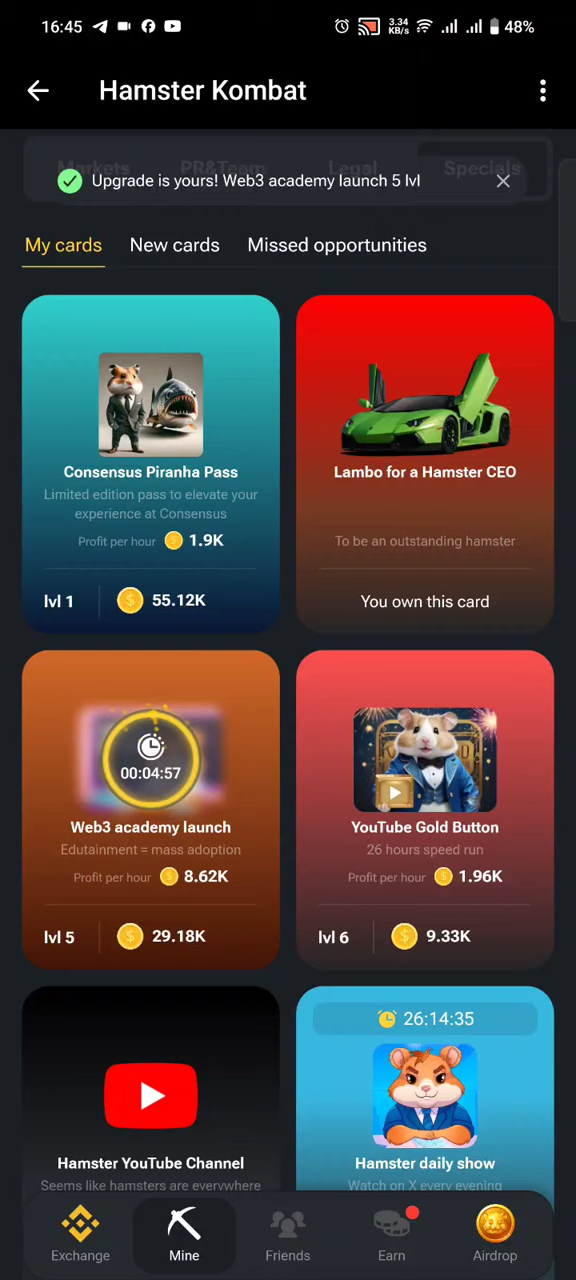 16:45
3.34
KB/s
48%
Hamster Kombat
Markets PR&Team Legal Specials
Upgrade is yours! Web3 academy launch 5 lvl
My cards New cards Missed opportunities
Consensus Piranha Pass
Limited edition pass to elevate your
experience at Consensus
Profit per hour 1.9K
lvl 1 55.12K
Lambo for a Hamster CEO
To be an outstanding hamster
You own this card
00:04:57
Web3 academy launch
Edutainment = mass adoption
Profit per hour 8.62K
lvl 5 29.18K
YouTube Gold Button
26 hours speed run
Profit per hour 1.96K
lvl 6 9.33K
Hamster YouTube Channel
Seems like hamsters are everywhere
26:14:35
Hamster daily show
Watch on X every evening
Exchange Mine Friends Earn Airdrop